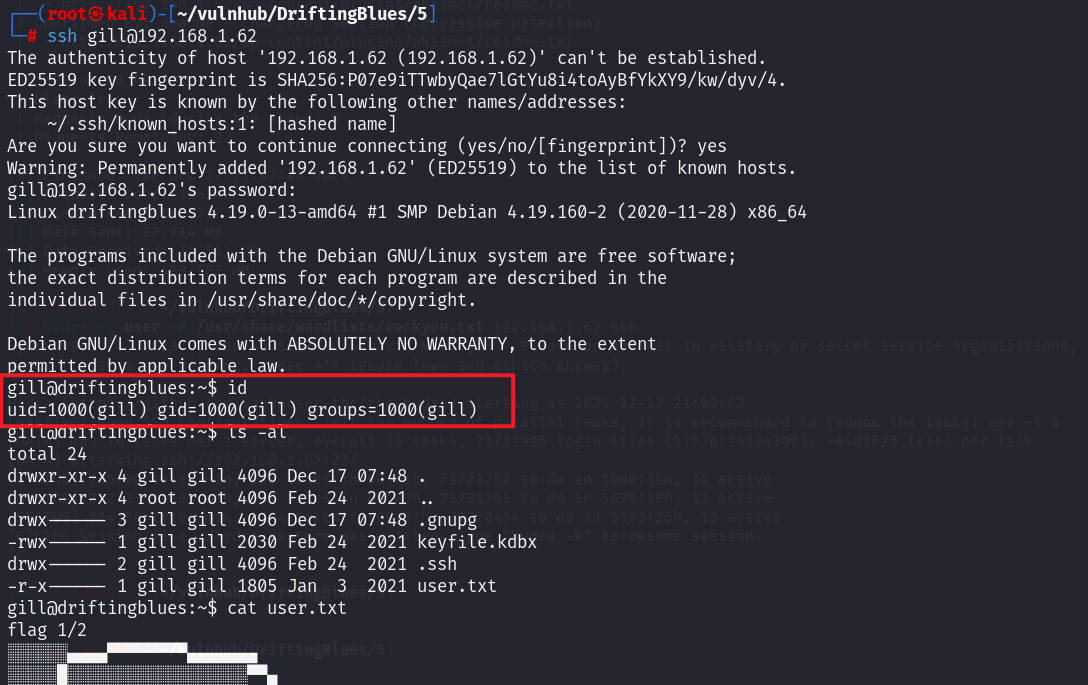 ┌──(root㉿kali)-[~/vulnhub/DriftingBlues/5]
└─# ssh gill@192.168.1.62
The authenticity of host '192.168.1.62 (192.168.1.62)' can't be established.
ED25519 key fingerprint is SHA256:P07e9iTTwbyQae7lGtYu8i4toAyBfYkXY9/kw/dyv/4.
This host key is known by the following other names/addresses:
    ~/.ssh/known_hosts:1: [hashed name]
Are you sure you want to continue connecting (yes/no/[fingerprint])? yes
Warning: Permanently added '192.168.1.62' (ED25519) to the list of known hosts.
gill@192.168.1.62's password:
Linux driftingblues 4.19.0-13-amd64 #1 SMP Debian 4.19.160-2 (2020-11-28) x86_64
The programs included with the Debian GNU/Linux system are free software;
the exact distribution terms for each program are described in the
individual files in /usr/share/doc/*/copyright.
Debian GNU/Linux comes with ABSOLUTELY NO WARRANTY, to the extent
permitted by applicable law.
gill@driftingblues:~$ id
uid=1000(gill) gid=1000(gill) groups=1000(gill)
gill@driftingblues:~$ ls -al
total 24
drwxr-xr-x 4 gill gill 4096 Dec 17 07:48 .
drwxr-xr-x 4 root root 4096 Feb 24  2021 ..
drwx------ 3 gill gill 4096 Dec 17 07:48 .gnupg
-rwx------ 1 gill gill 2030 Feb 24  2021 keyfile.kdbx
drwx------ 2 gill gill 4096 Feb 24  2021 .ssh
-r-x------ 1 gill gill 1805 Jan  3  2021 user.txt
gill@driftingblues:~$ cat user.txt
flag 1/2